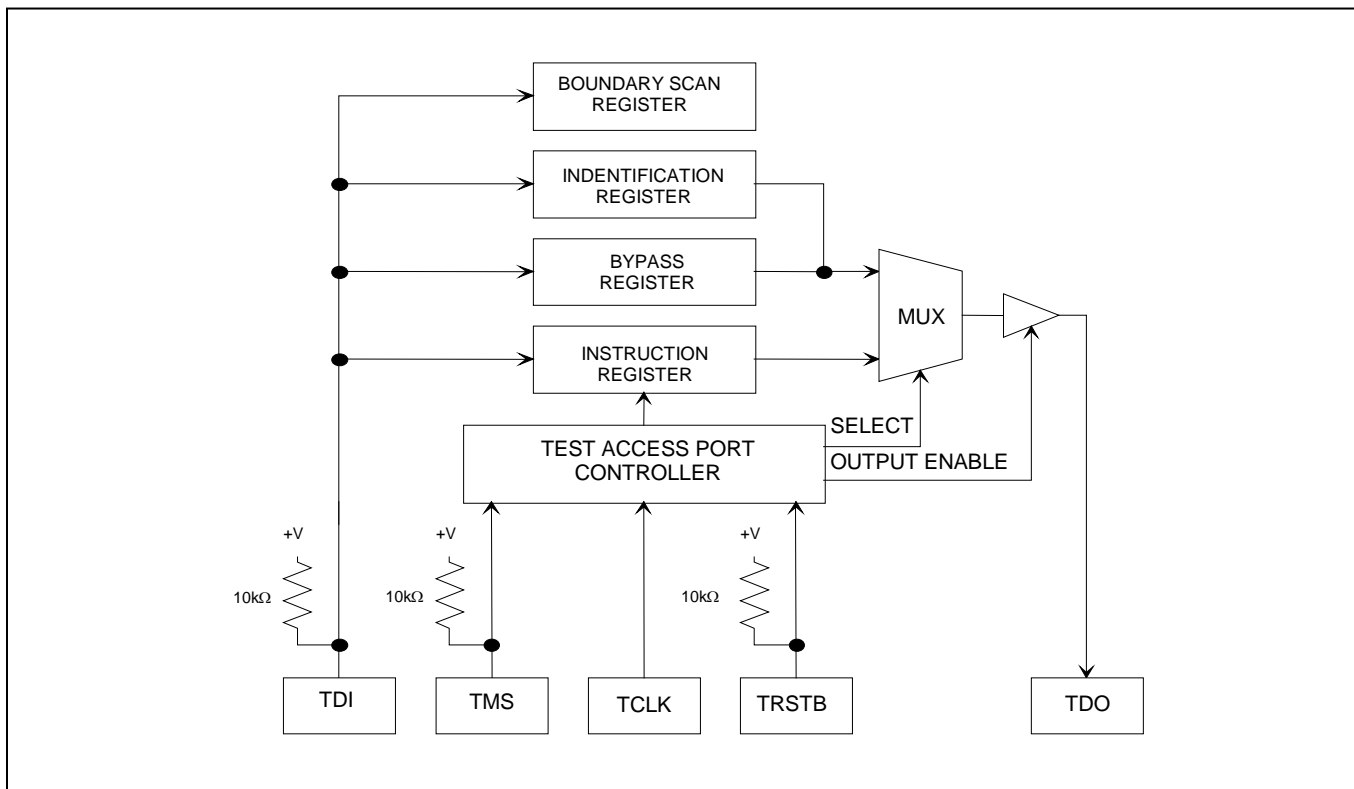 BOUNDARY SCAN
REGISTER
INDENTIFICATION
REGISTER
BYPASS
REGISTER
MUX
INSTRUCTION
REGISTER
SELECT
TEST ACCESS PORT
CONTROLLER
OUTPUT ENABLE
+V
+V
+V
10kΩ
10kΩ
10kΩ
TDI
TMS
TCLK
TRSTB
TDO